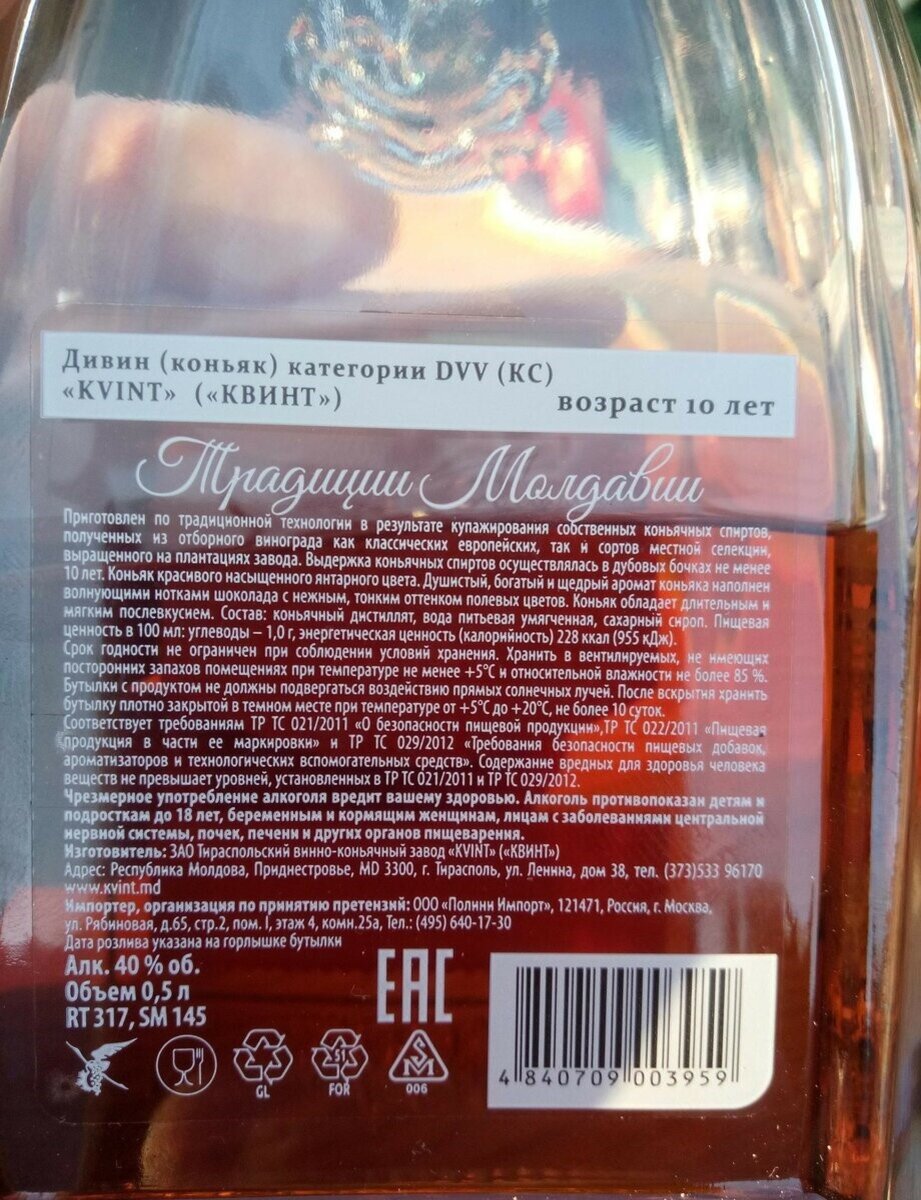 Дивин (коньяк) категории DVV (КС)
«KVINT» («КВИНТ»)
возраст 10 лет
Традиции Молдавии
Приготовлен по традиционной технологии в результате купажирования собственных коньячных спиртов,
полученных из отборного винограда как классических европейских, так и сортов местной селекции,
выращенного на плантациях завода. Выдержка коньячных спиртов осуществлялась в дубовых бочках не менее
10 лет. Коньяк красивого насыщенного янтарного цвета. Душистый, богатый и щедрый аромат коньяка наполнен
волнующими нотками шоколада с нежным, тонким оттенком полевых цветов. Коньяк обладает длительным и
мягким послевкусием. Состав: коньячный дистиллят, вода питьевая умягченная, сахарный сироп. Пищевая
ценность в 100 мл: углеводы – 1,0 г, энергетическая ценность (калорийность) 228 ккал (955 кДж).
Срок годности не ограничен при соблюдении условий хранения. Хранить в вентилируемых, не имеющих
посторонних запахов помещениях при температуре не менее +5°С и относительной влажности не более 85 %.
Бутылки с продуктом не должны подвергаться воздействию прямых солнечных лучей. После вскрытия хранить
бутылку плотно закрытой в темном месте при температуре от +5°С до +20°С, не более 10 суток.
Соответствует требованиям ТР ТС 021/2011 «О безопасности пищевой продукции»,ТР ТС 022/2011 «Пищевая
продукция в части ее маркировки» и ТР ТС 029/2012 «Требования безопасности пищевых добавок,
ароматизаторов и технологических вспомогательных средств». Содержание вредных для здоровья человека
веществ не превышает уровней, установленных в ТР ТС 021/2011 и ТР ТС 029/2012.
Чрезмерное употребление алкоголя вредит вашему здоровью. Алкоголь противопоказан детям и
подросткам до 18 лет, беременным и кормящим женщинам, лицам с заболеваниями центральной
нервной системы, почек, печени и других органов пищеварения.
Изготовитель: ЗАО Тираспольский винно-коньячный завод «KVINT» («КВИНТ»)
Адрес: Республика Молдова, Приднестровье, MD 3300, г. Тирасполь, ул. Ленина, дом 38, тел. (373)533 96170
www.kvint.md
Импортер, организация по принятию претензий: ООО «Полини Импорт», 121471, Россия, г. Москва,
ул. Рябиновая, д.65, стр.2, пом. I, этаж 4, комн.25а, Тел.: (495) 640-17-30
Дата розлива указана на горлышке бутылки
Алк. 40 % об.
Объем 0,5 л
RT 317, SM 145
EAC
GL
51
FOR
SM
006
4 840709 003959